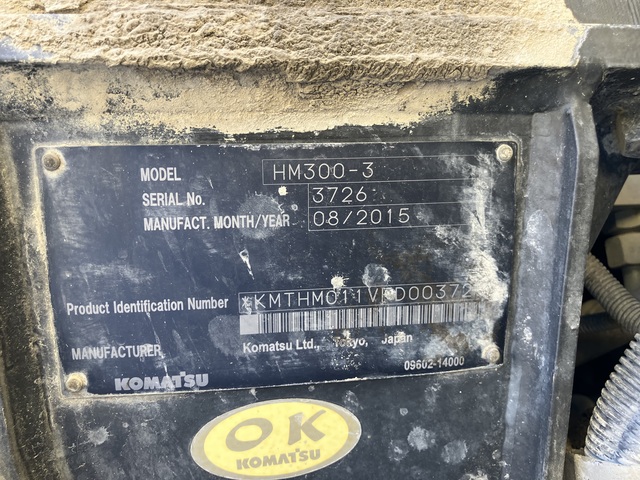 MODEL HM300-3
SERIAL No. 3726
MANUFACT. MONTH/YEAR 08/2015
Product Identification Number
MANUFACTURER Komatsu Ltd., Tokyo, Japan
KOMATSU 09602-14000
OK
KOMATSU